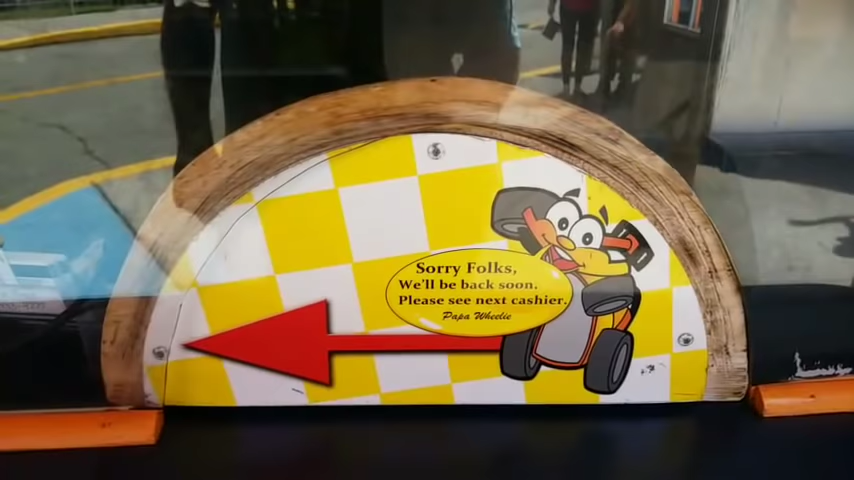 Sorry Folks,
We'll be back soon.
Please see next cashier.
Papa Wheelie